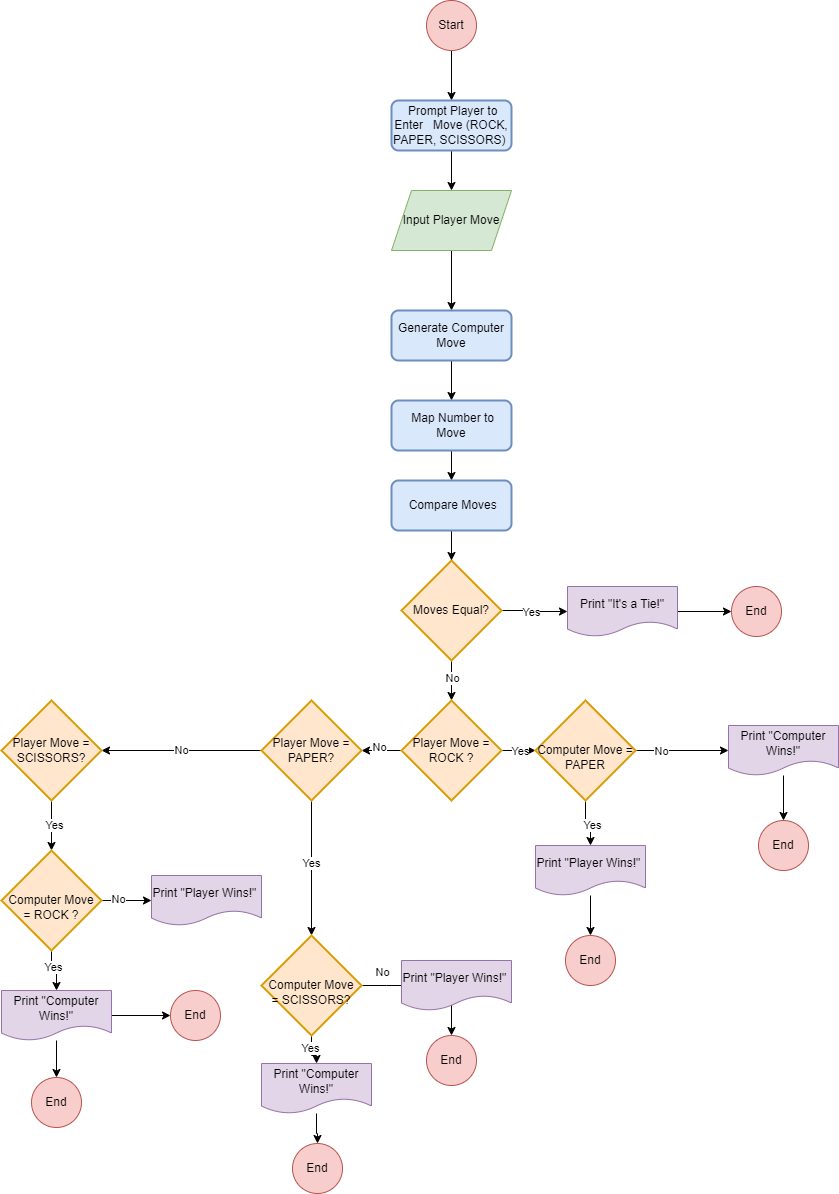 Start
Prompt Player to
Enter   Move (ROCK,
PAPER, SCISSORS)
Input Player Move
Generate Computer
Move
Map Number to
Move
Compare Moves
Moves Equal?
Yes
Print "It's a Tie!"
End
No
Player Move =
SCISSORS?
No
Player Move =
PAPER?
No
Player Move =
ROCK ?
Yes
Computer Move =
PAPER
No
Print "Computer
Wins!"
Yes
Yes
Yes
End
Print "Player Wins!"
Computer Move
= ROCK ?
No
Print "Player Wins!"
End
Yes
Computer Move
= SCISSORS?
No
Print "Player Wins!"
Print "Computer
Wins!"
End
Yes
End
Print "Computer
Wins!"
End
End